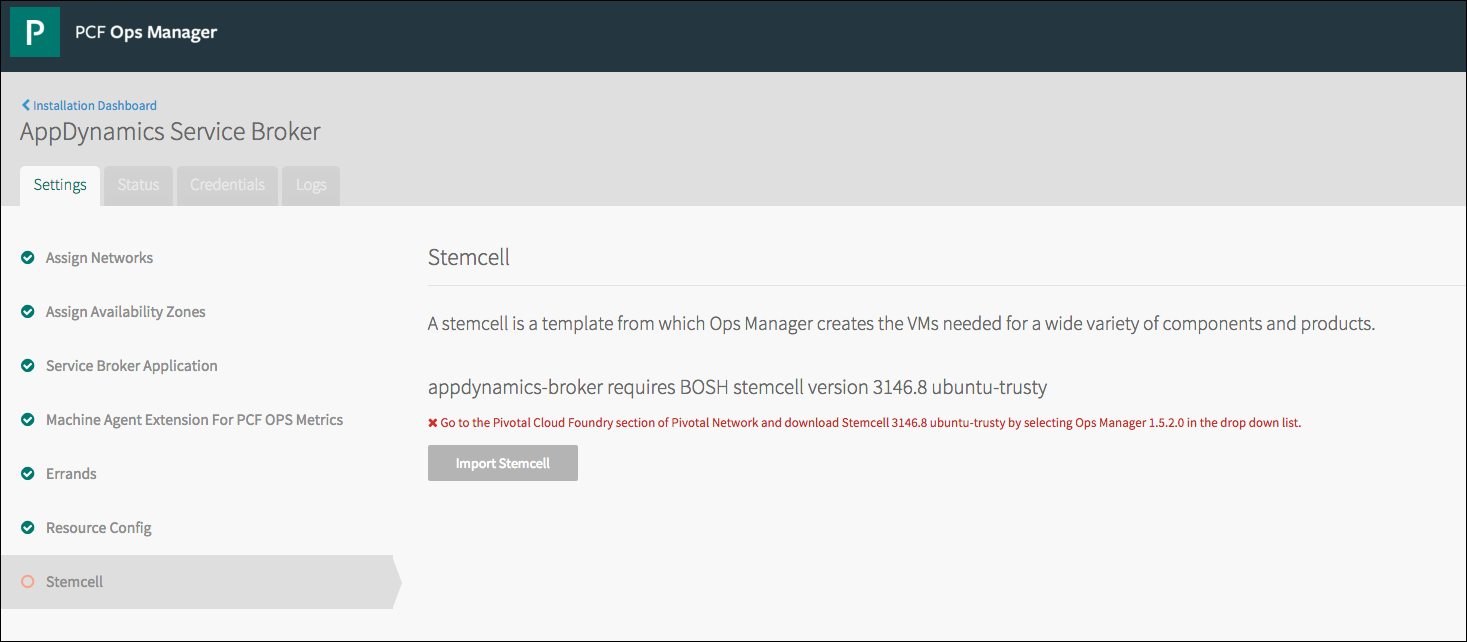 P
PCF Ops Manager
Installation Dashboard
AppDynamics Service Broker
Settings Status Credentials Logs
Assign Networks
Assign Availability Zones
Service Broker Application
Machine Agent Extension For PCF OPS Metrics
Errands
Resource Config
Stemcell
Stemcell
A stemcell is a template from which Ops Manager creates the VMs needed for a wide variety of components and products.
appdynamics-broker requires BOSH stemcell version 3146.8 ubuntu-trusty
Go to the Pivotal Cloud Foundry section of Pivotal Network and download Stemcell 3146.8 ubuntu-trusty by selecting Ops Manager 1.5.2.0 in the drop down list.
Import Stemcell